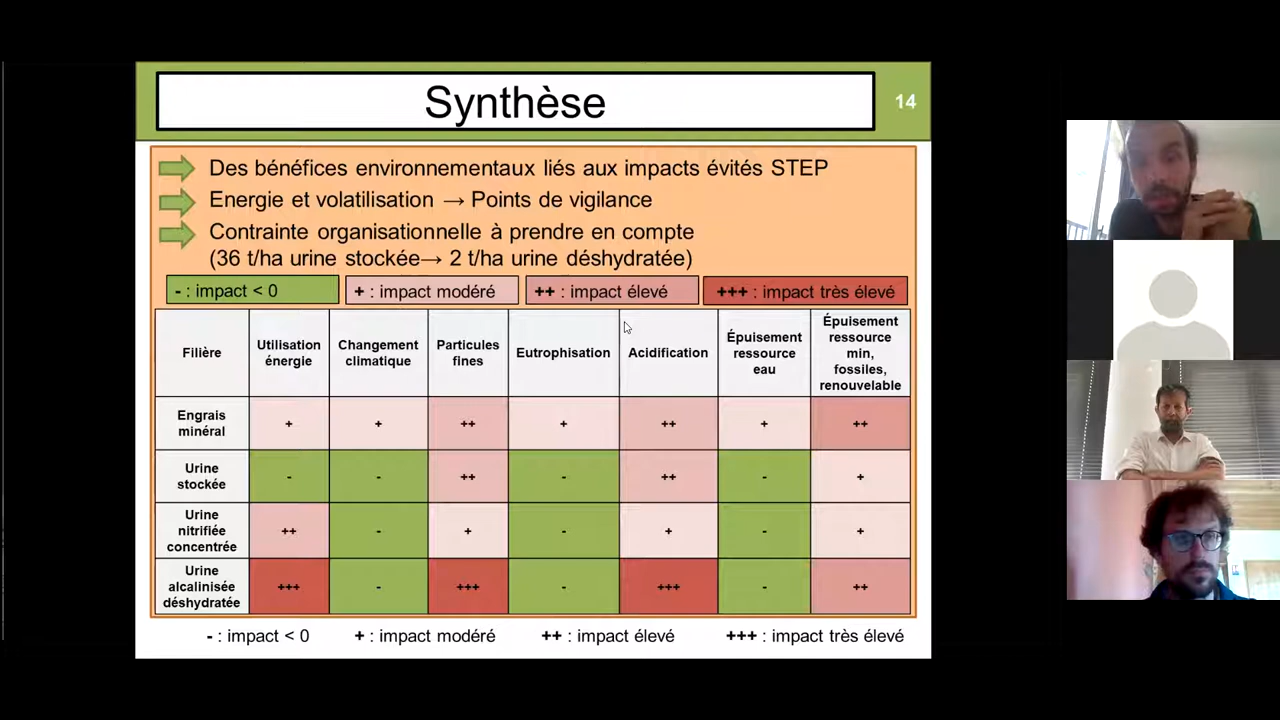 Synthèse
14
Des bénéfices environnementaux liés aux impacts évités STEP
Energie et volatilisation → Points de vigilance
Contrainte organisationnelle à prendre en compte
(36 t/ha urine stockée→ 2 t/ha urine déshydratée)
- : impact < 0
+ : impact modéré
++ : impact élevé
+++ : impact très élevé
Filière
Utilisation
énergie
Changement
climatique
Particules
fines
Eutrophisation
Acidification
Épuisement
ressource
eau
Épuisement
ressource
min,
fossiles,
renouvelable
Engrais
minéral
+
+
++
+
++
+
++
Urine
stockée
-
-
++
-
++
-
+
Urine
nitrifiée
concentrée
++
-
+
-
+
-
+
Urine
alcalinisée
déshydratée
+++
-
+++
-
+++
-
++
- : impact < 0
+ : impact modéré
++ : impact élevé
+++ : impact très élevé